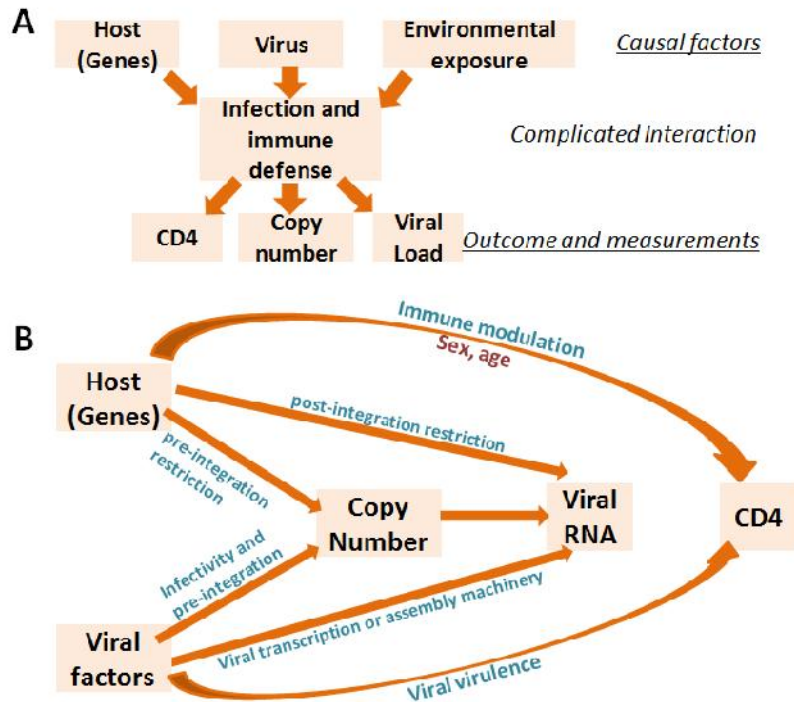 A
Host
(Genes)
Virus
Environmental
exposure
Causal factors
Infection and
immune
defense
Complicated Interaction
CD4
Copy
number
Viral
Load
Outcome and measurements
B
Immune modulation
Sex, age
Host
(Genes)
post-integration restriction
pre-integration
restriction
Copy
Number
Viral
RNA
CD4
Infectivity and
pre-integration
Viral transcription or assembly machinery
Viral
factors
Viral virulence